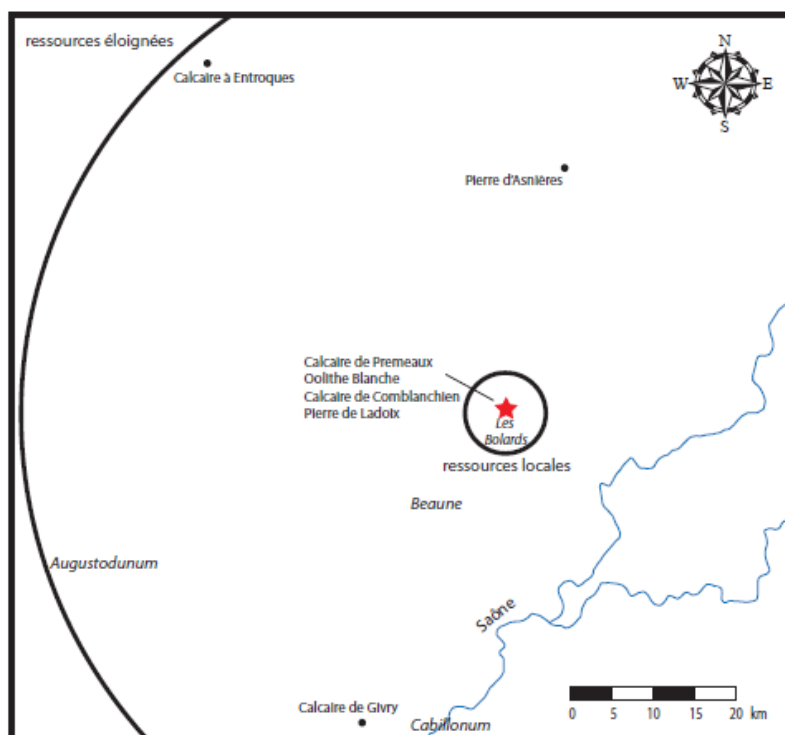 ressources éloignées
Calcaire à Entroques
N
W E
S
Pierre d'Asnières
Calcaire de Premeaux
Oolithe Blanche
Calcaire de Comblanchien
Pierre de Ladoix
Les
Bolards
ressources locales
Beaune
Augustodunum
Saône
Calcaire de Givry
Cabillonum
0 5 10 15 20 km